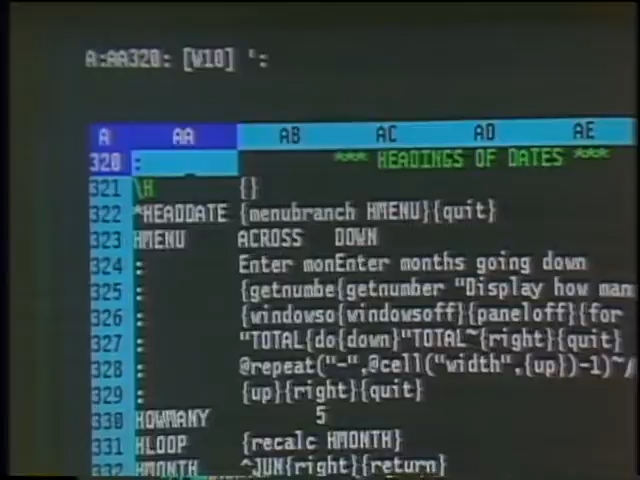 A:AA320: [W10] ':
A AA AB AC AD AE
320 : *** HEADINGS OF DATES ***
321 \H {}
322 *HEADDATE {menubranch HMENU}{quit}
323 HMENU ACROSS DOWN
324 : Enter monEnter months going down
325 : {getnumbe{getnumber "Display how man
326 : {windowso{windowsoff}{paneloff}{for
327 : "TOTAL{do{down}"TOTAL~{right}{quit}
328 : @repeat("-",@cell("width",{up})-1)~/
329 : {up}{right}{quit}
330 HOWMANY 5
331 HLOOP {recalc HMONTH}
332 HMONTH ^JUN{right}{return}